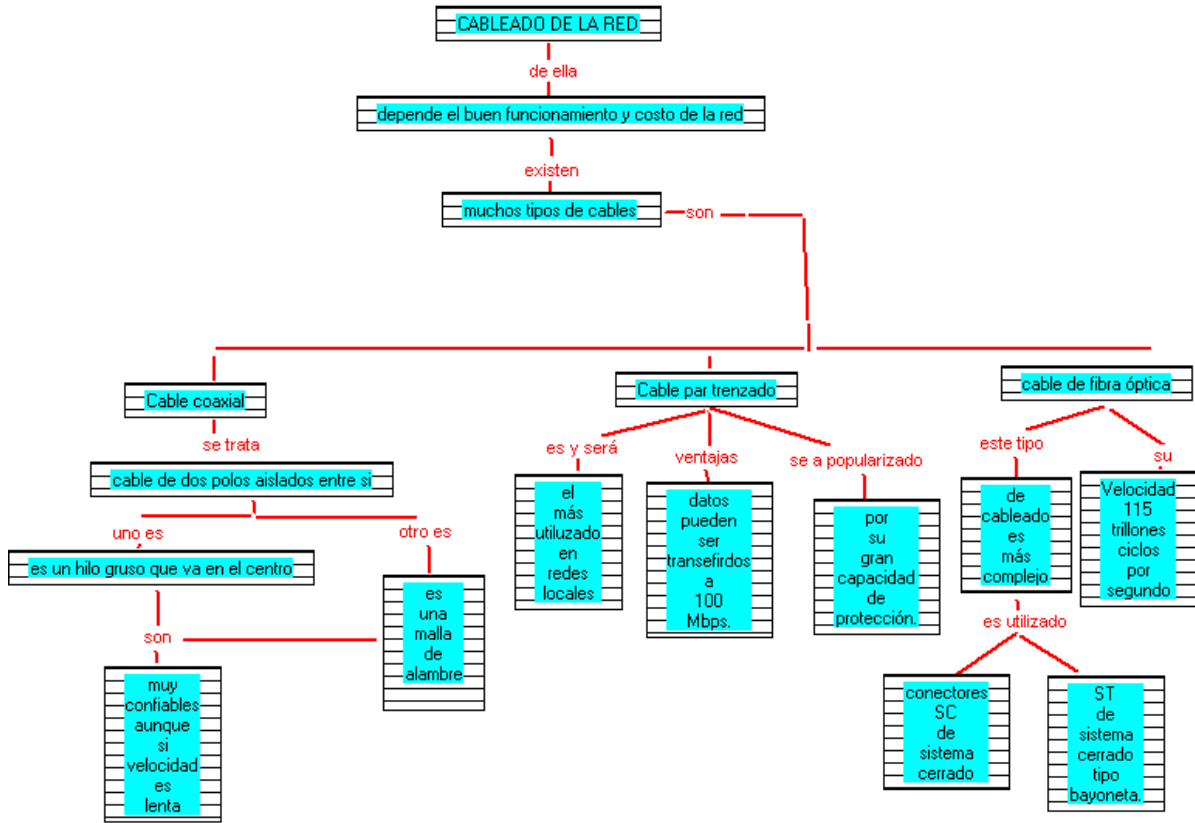 CABLEADO DE LA RED
de ella
depende el buen funcionamiento y costo de la red
existen
muchos tipos de cables
son
Cable coaxial
se trata
cable de dos polos aislados entre si
uno es
es un hilo gruso que va en el centro
otro es
es
una
malla
de
alambre
son
muy
confiables
aunque
si
velocidad
es
lenta
Cable par trenzado
es y será
el
más
utiluzado
en
redes
locales
ventajas
datos
pueden
ser
transefirdos
a
100
Mbps.
se a popularizado
por
su
gran
capacidad
de
protección.
cable de fibra óptica
este tipo
de
cableado
es
más
complejo
su
Velocidad
115
trillones
ciclos
por
segundo
es utilizado
conectores
SC
de
sistema
cerrado
ST
de
sistema
cerrado
tipo
bayoneta.